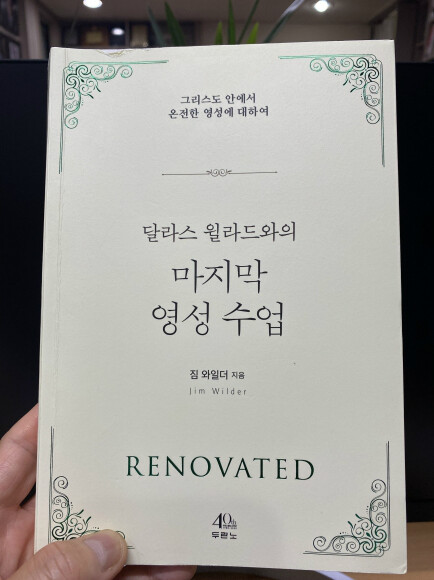 그리스도 안에서
온전한 영성에 대하여
달라스 윌라드와의
마지막
영성 수업
짐 와일더 지음
Jim Wilder
RENOVATED
40th
두란노